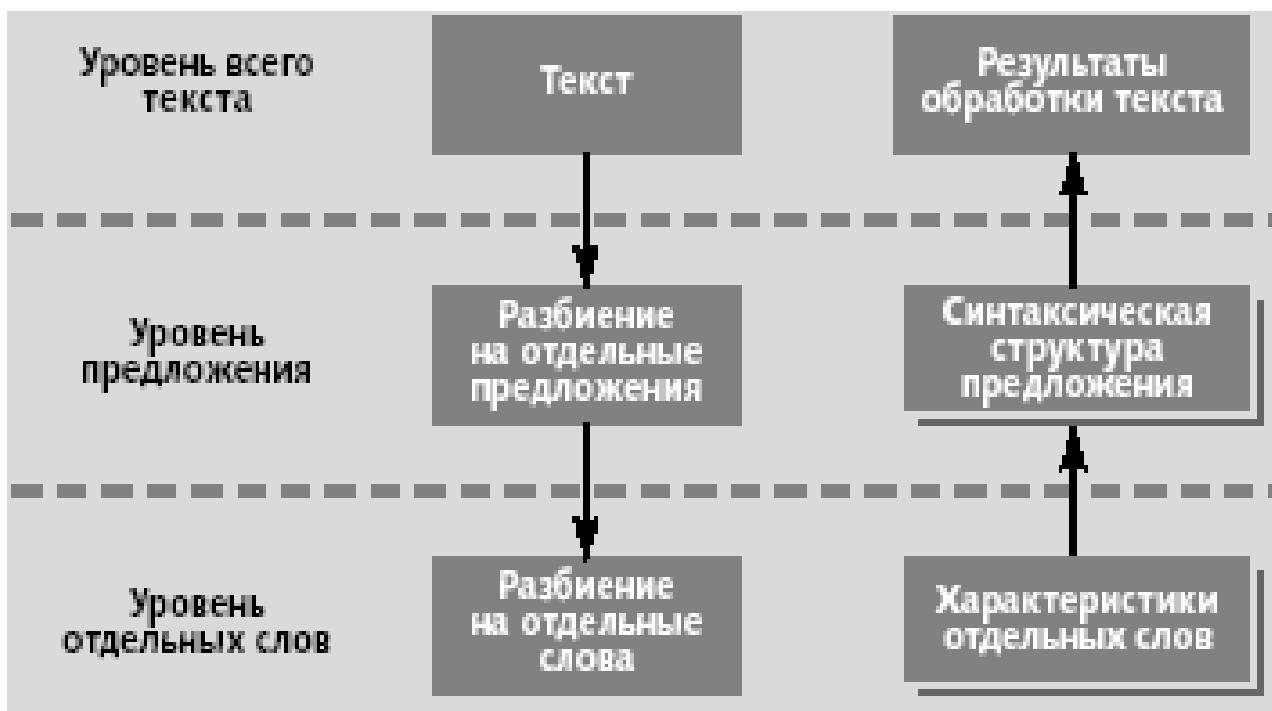 Уровень всего
текста
Текст
Результаты
обработки текста
Уровень
предложения
Разбиение
на отдельные
предложения
Синтаксическая
структура
предложения
Уровень
отдельных слов
Разбиение
на отдельные
слова
Характеристики
отдельных слов